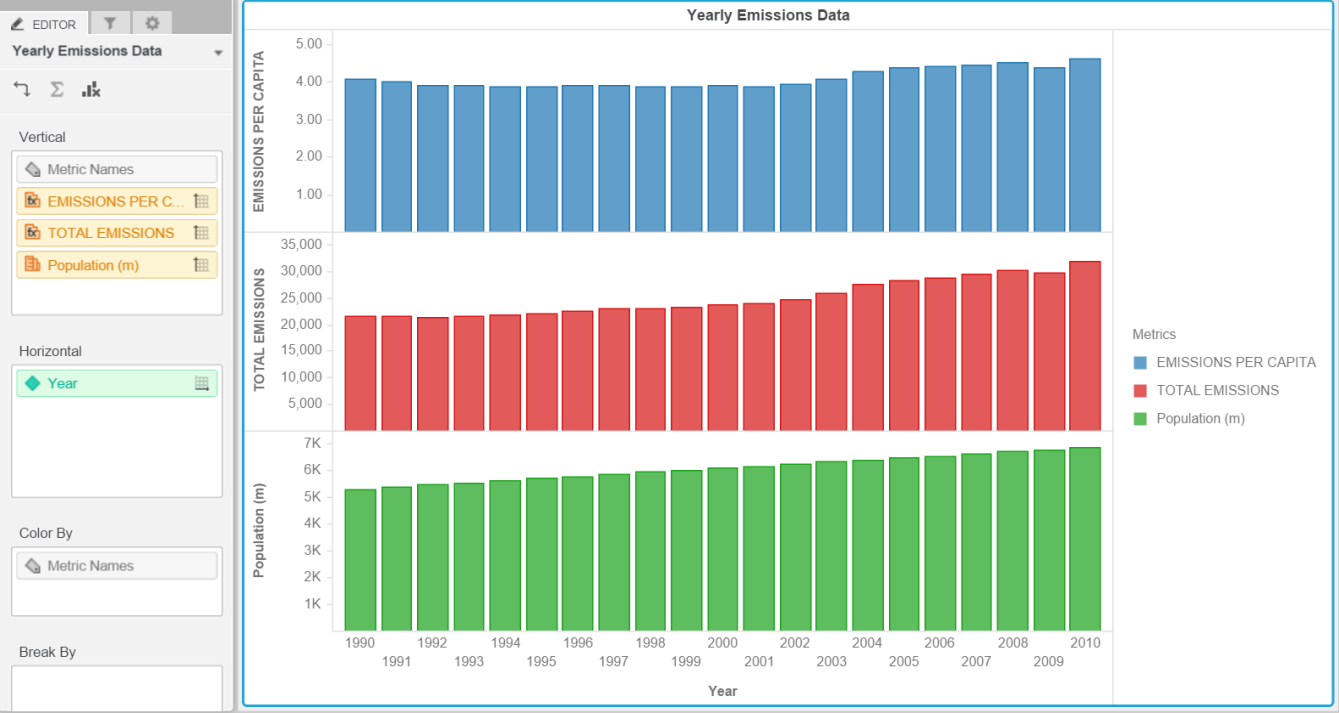 EDITOR
Yearly Emissions Data
Vertical
Metric Names
EMISSIONS PER C...
TOTAL EMISSIONS
Population (m)
Horizontal
Year
Color By
Metric Names
Break By
Yearly Emissions Data
EMISSIONS PER CAPITA
5.00
4.00
3.00
2.00
1.00
TOTAL EMISSIONS
35,000
30,000
25,000
20,000
15,000
10,000
5,000
Population (m)
7K
6K
5K
4K
3K
2K
1K
1990 1992 1994 1996 1998 2000 2002 2004 2006 2008 2010
1991 1993 1995 1997 1999 2001 2003 2005 2007 2009
Year
Metrics
EMISSIONS PER CAPITA
TOTAL EMISSIONS
Population (m)